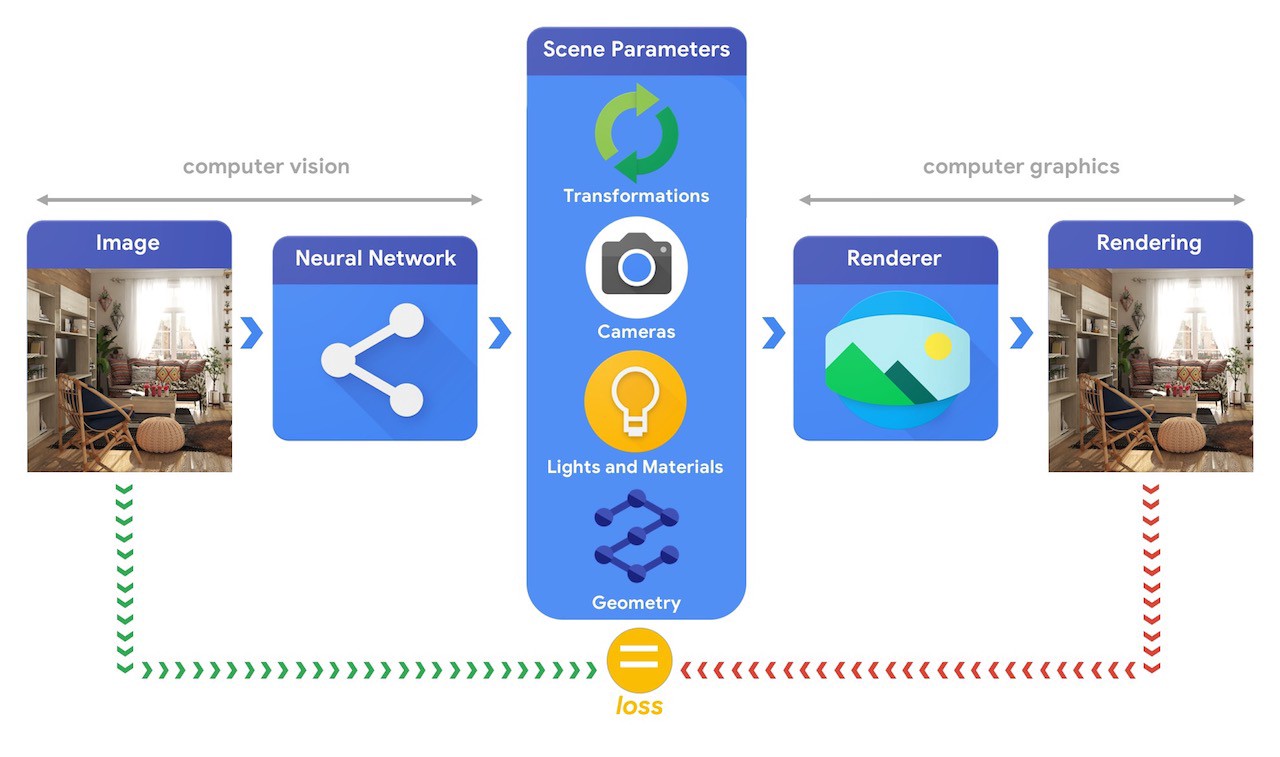 Scene Parameters
Transformations
Cameras
Lights and Materials
Geometry
computer vision
Image
Neural Network
computer graphics
Renderer
Rendering
loss